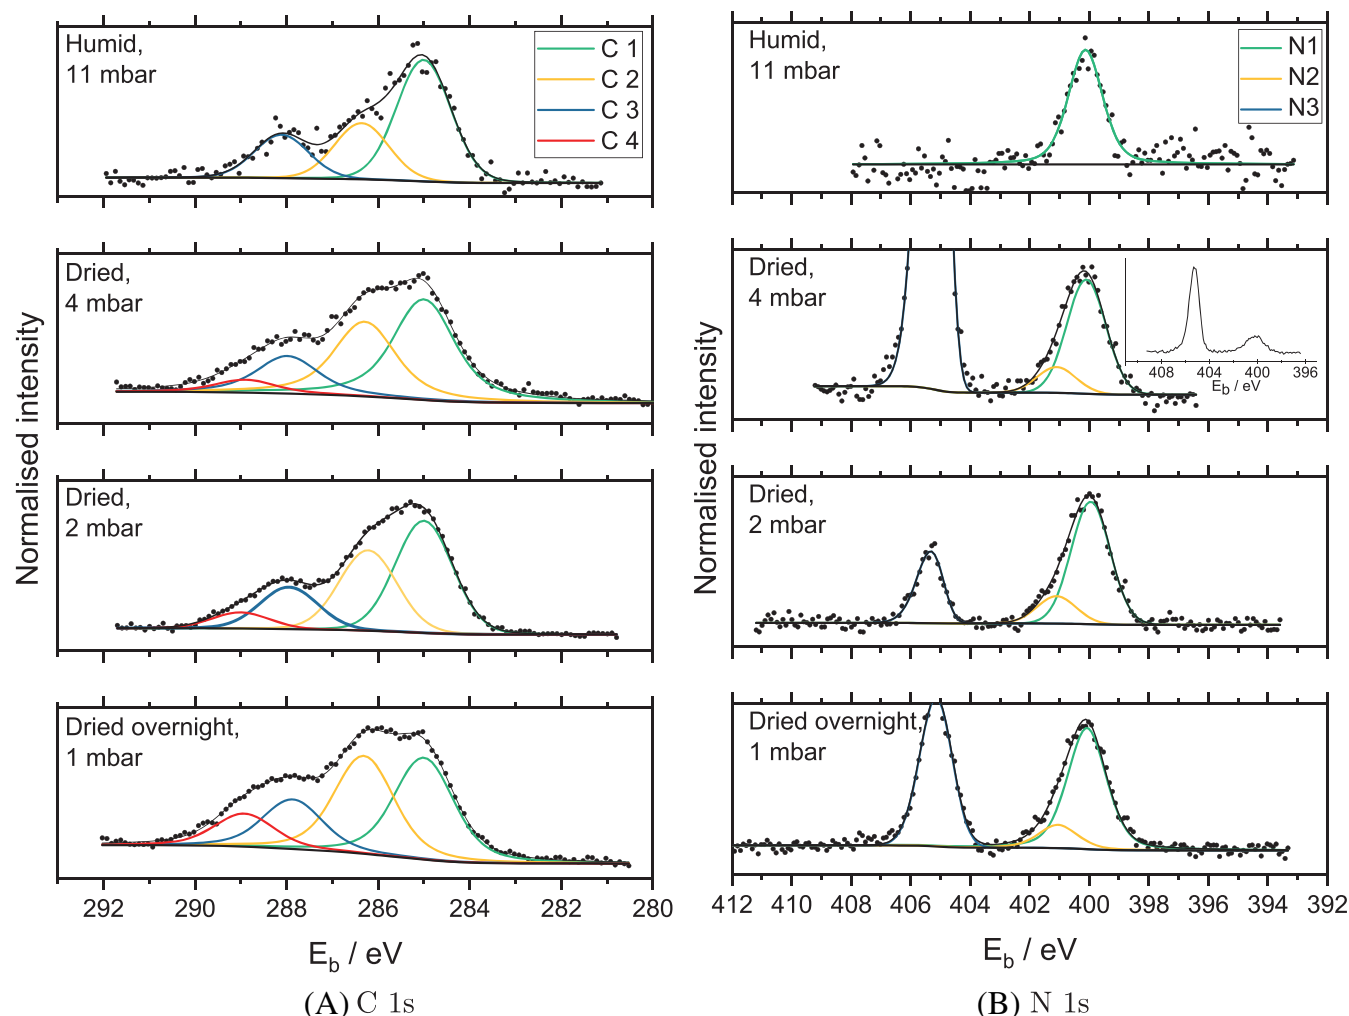 Humid,
11 mbar
C 1
C 2
C 3
C 4
Dried,
4 mbar
Dried,
2 mbar
Dried overnight,
1 mbar
Normalised intensity
292 290 288 286 284 282 280
E_b / eV
(A) C 1s
Humid,
11 mbar
N1
N2
N3
Dried,
4 mbar
408 404 400 396
E_b / eV
Dried,
2 mbar
Dried overnight,
1 mbar
Normalised intensity
412 410 408 406 404 402 400 398 396 394 392
E_b / eV
(B) N 1s